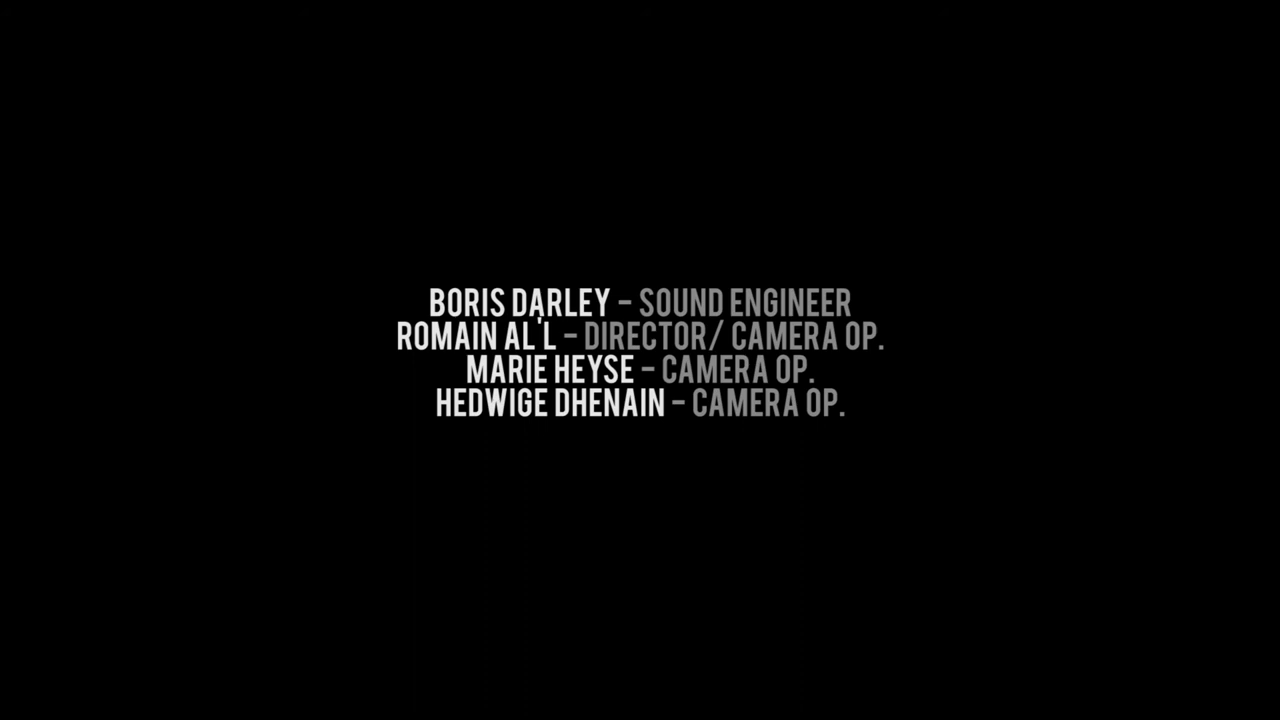 BORIS DARLEY - SOUND ENGINEER
ROMAIN AL'L - DIRECTOR/ CAMERA OP.
MARIE HEYSE - CAMERA OP.
HEDWIGE DHENAIN - CAMERA OP.